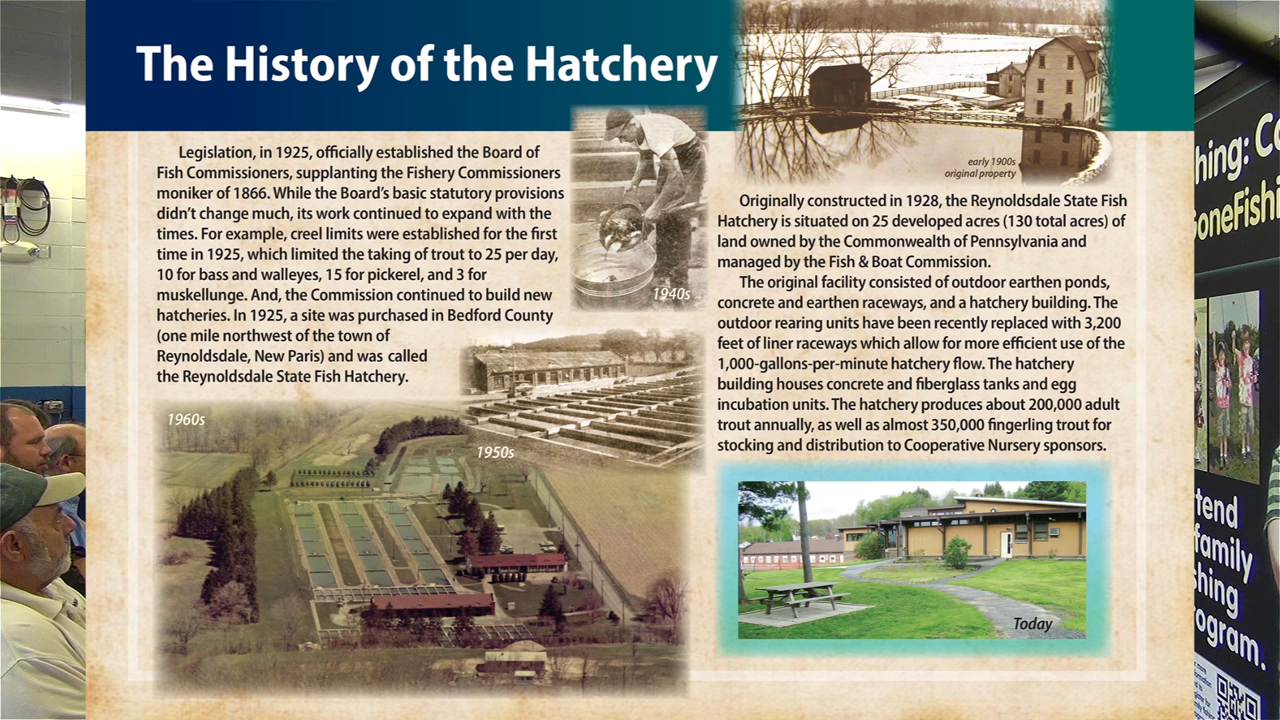 The History of the Hatchery
Legislation, in 1925, officially established the Board of
Fish Commissioners, supplanting the Fishery Commissioners
moniker of 1866. While the Board's basic statutory provisions
didn't change much, its work continued to expand with the
times. For example, creel limits were established for the first
time in 1925, which limited the taking of trout to 25 per day,
10 for bass and walleyes, 15 for pickerel, and 3 for
muskellunge. And, the Commission continued to build new
hatcheries. In 1925, a site was purchased in Bedford County
(one mile northwest of the town of
Reynoldsdale, New Paris) and was called
the Reynoldsdale State Fish Hatchery.
1940s
1950s
1960s
early 1900s
original property
Originally constructed in 1928, the Reynoldsdale State Fish
Hatchery is situated on 25 developed acres (130 total acres) of
land owned by the Commonwealth of Pennsylvania and
managed by the Fish & Boat Commission.
The original facility consisted of outdoor earthen ponds,
concrete and earthen raceways, and a hatchery building. The
outdoor rearing units have been recently replaced with 3,200
feet of liner raceways which allow for more efficient use of the
1,000-gallons-per-minute hatchery flow. The hatchery
building houses concrete and fiberglass tanks and egg
incubation units. The hatchery produces about 200,000 adult
trout annually, as well as almost 350,000 fingerling trout for
stocking and distribution to Cooperative Nursery sponsors.
Today
hing: Co
oneFishi
tend
family
hing
ogram.